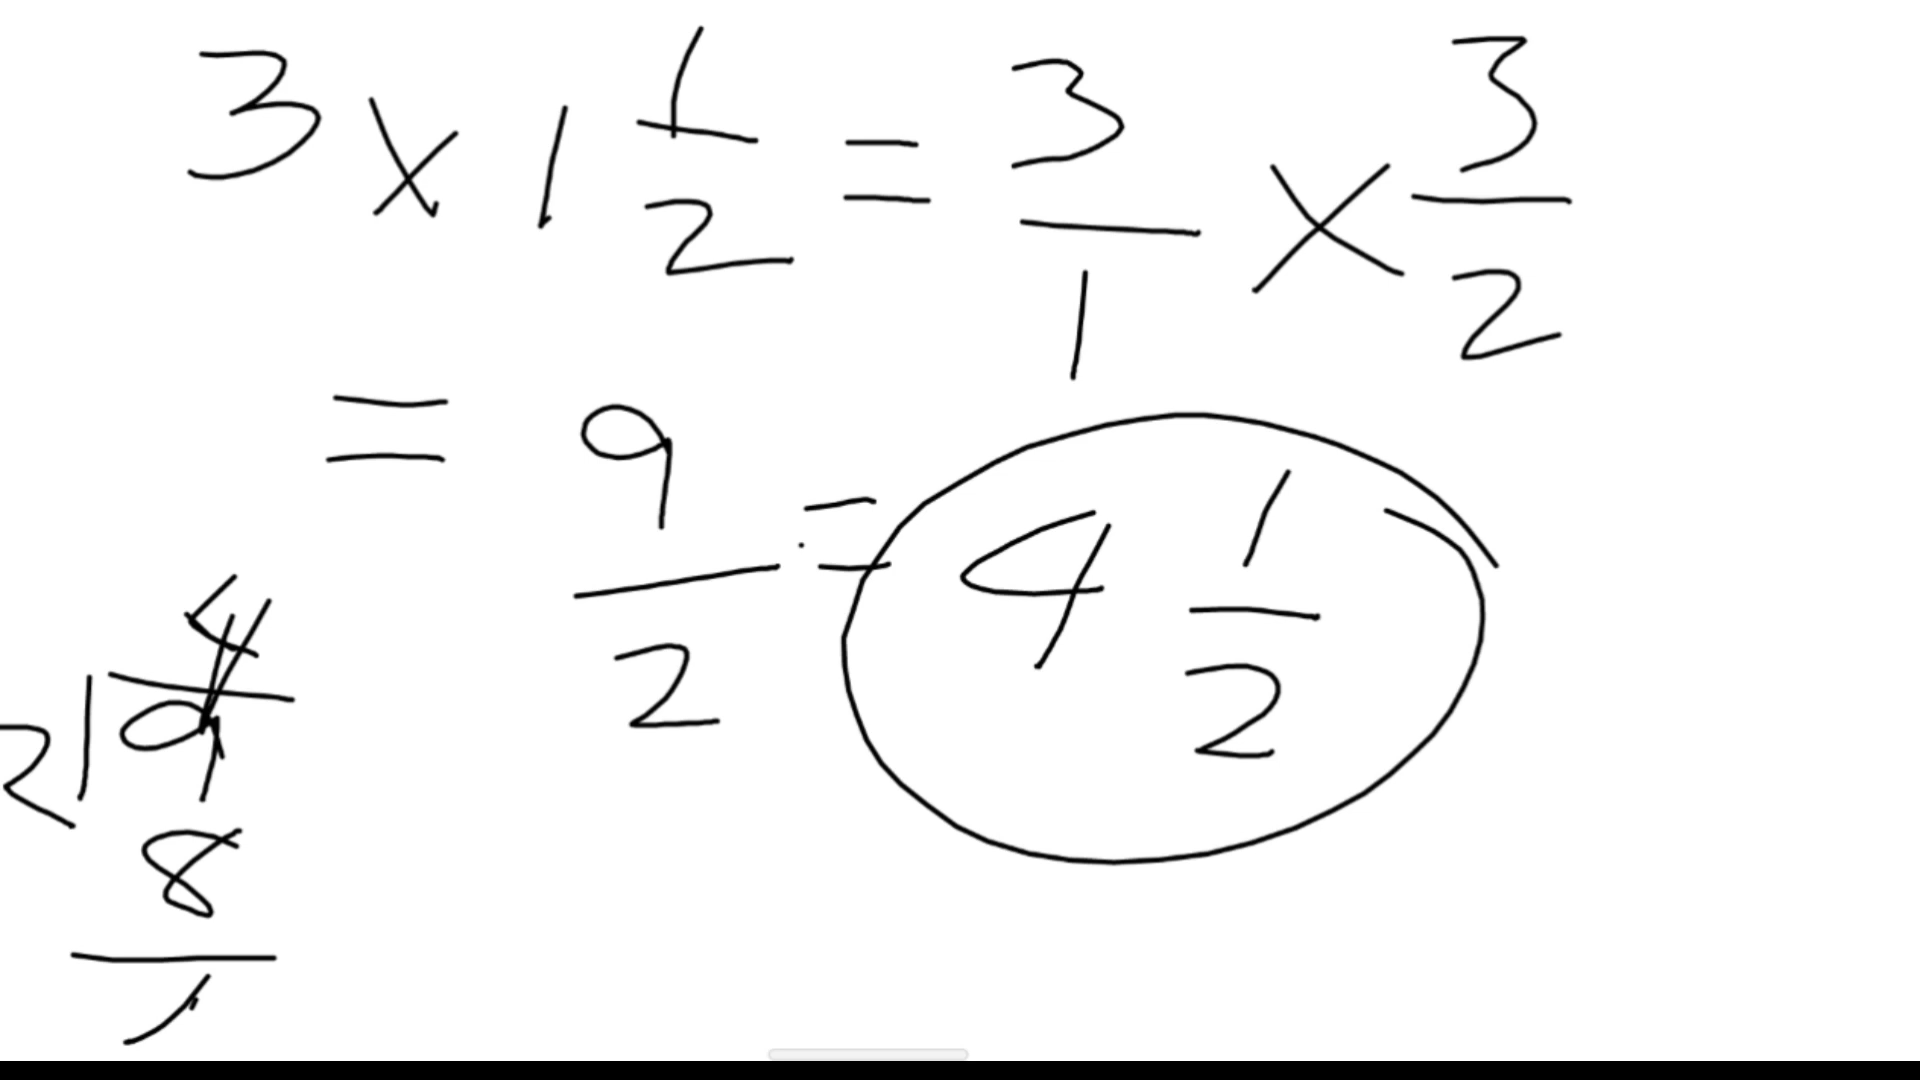 3 × 1 1/2 = 3/1 × 3/2
= 9/2 = 4 1/2
4
2 | 9
8
1